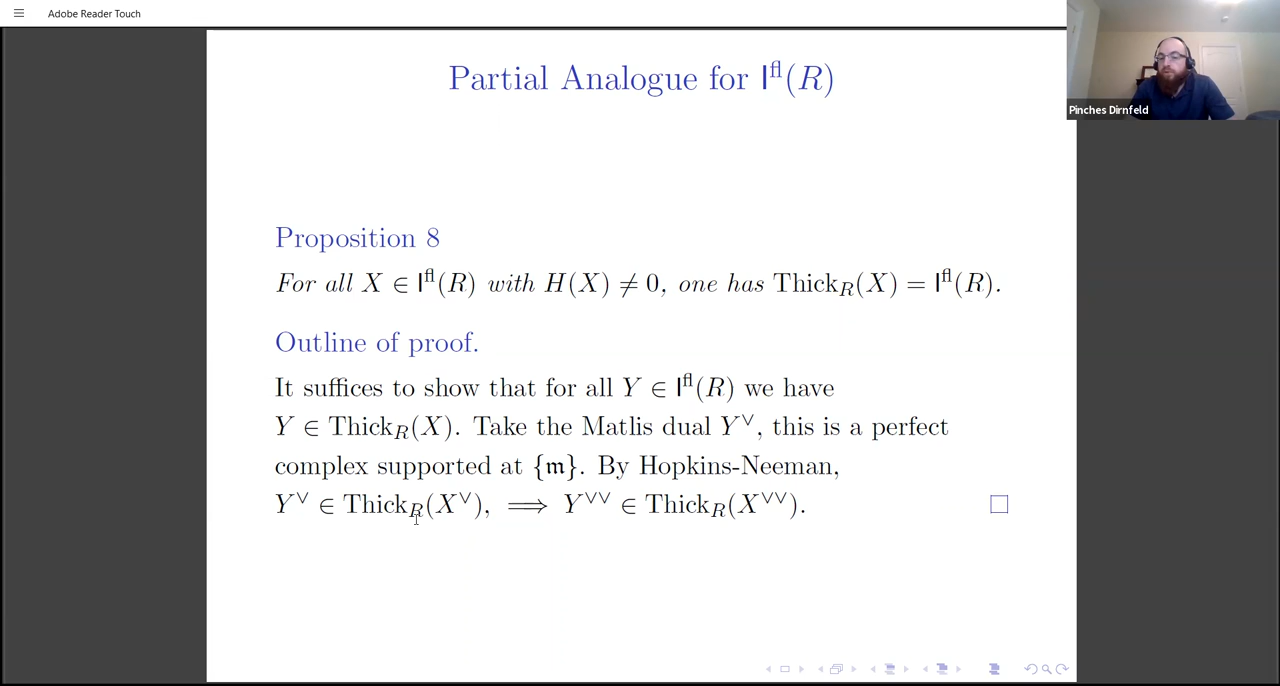 Adobe Reader Touch
Pinches Dirnfeld
Partial Analogue for I^fl(R)
Proposition 8
For all X ∈ I^fl(R) with H(X) ≠ 0, one has Thick_R(X) = I^fl(R).
Outline of proof.
It suffices to show that for all Y ∈ I^fl(R) we have
Y ∈ Thick_R(X). Take the Matlis dual Y^∨, this is a perfect
complex supported at {𝔪}. By Hopkins-Neeman,
Y^∨ ∈ Thick_R(X^∨), ⟹ Y^∨∨ ∈ Thick_R(X^∨∨). □